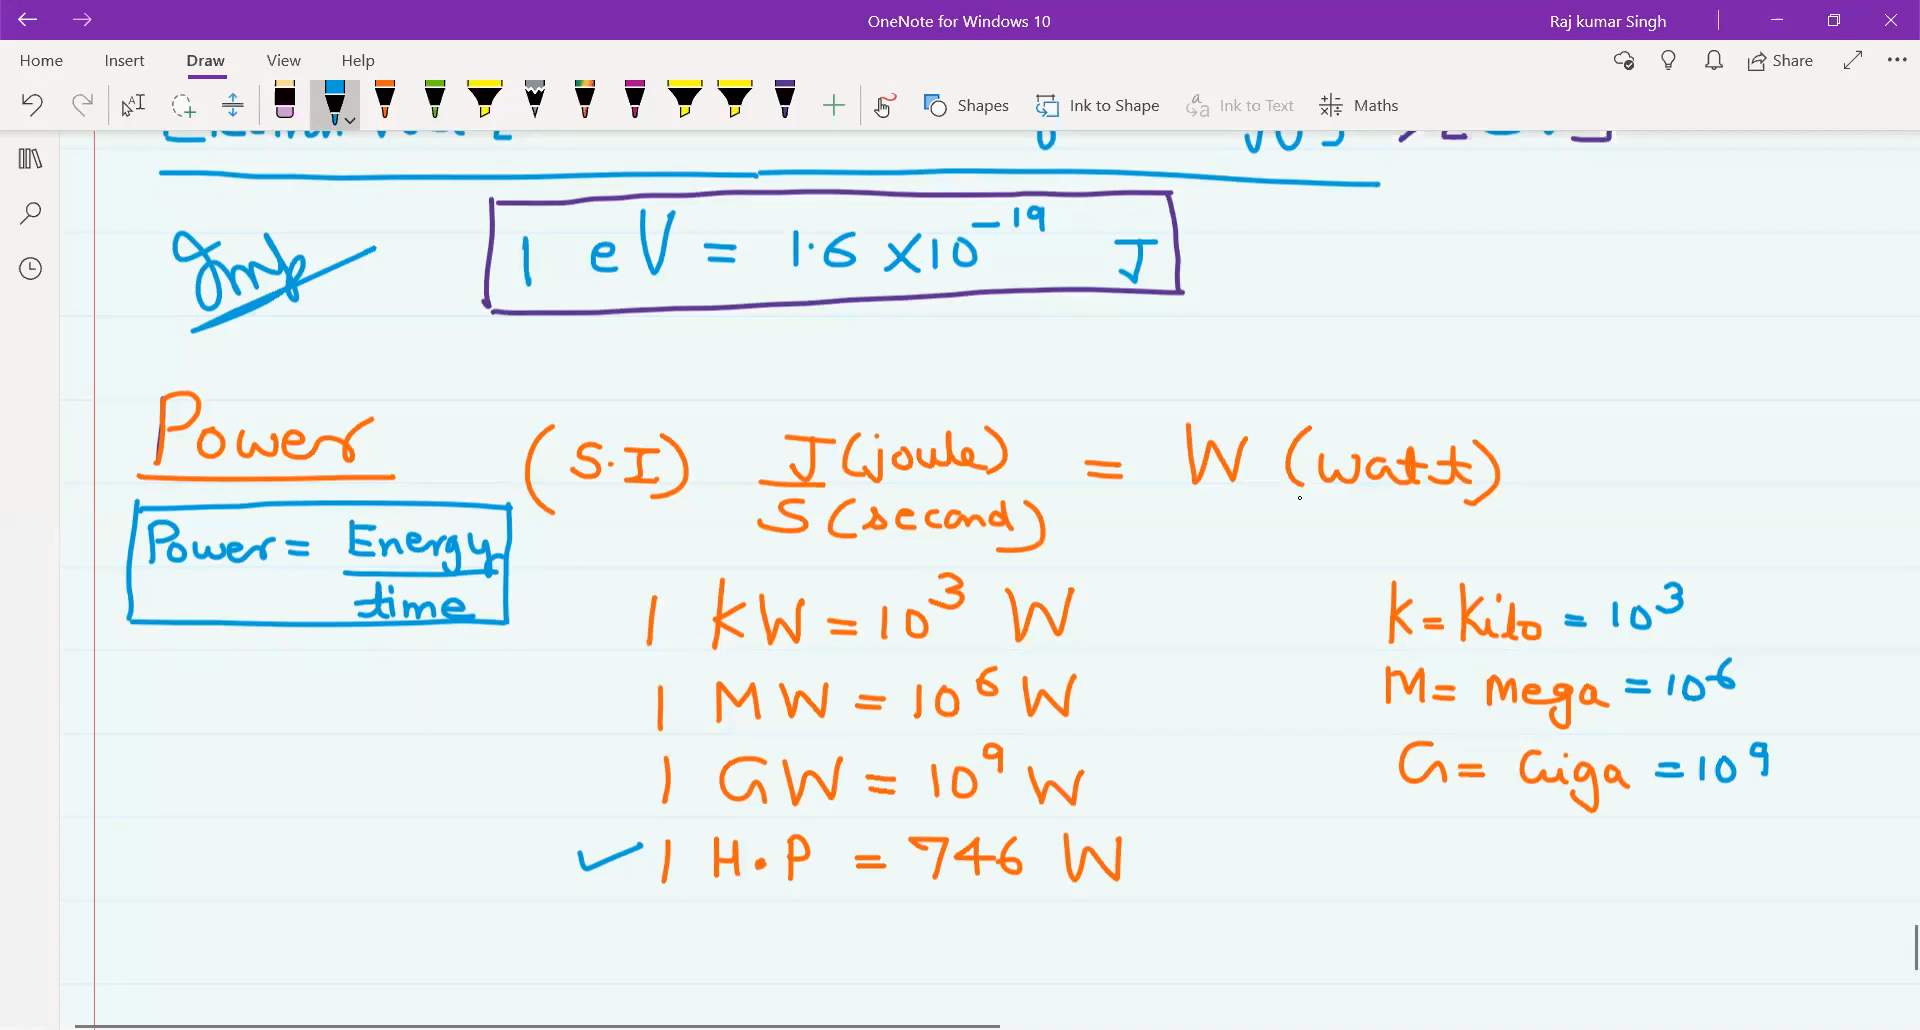 OneNote for Windows 10
Raj kumar Singh
Home Insert Draw View Help
Share
Shapes Ink to Shape Ink to Text Maths
Imp
1 eV = 1.6 ×10⁻¹⁹ J
Power (S.I) J(joule) / S(second) = W (watt)
Power = Energy / time
1 KW = 10³ W
K = Kilo = 10³
1 MW = 10⁶ W
M = Mega = 10⁶
1 GW = 10⁹ W
G = Giga = 10⁹
1 H.P = 746 W